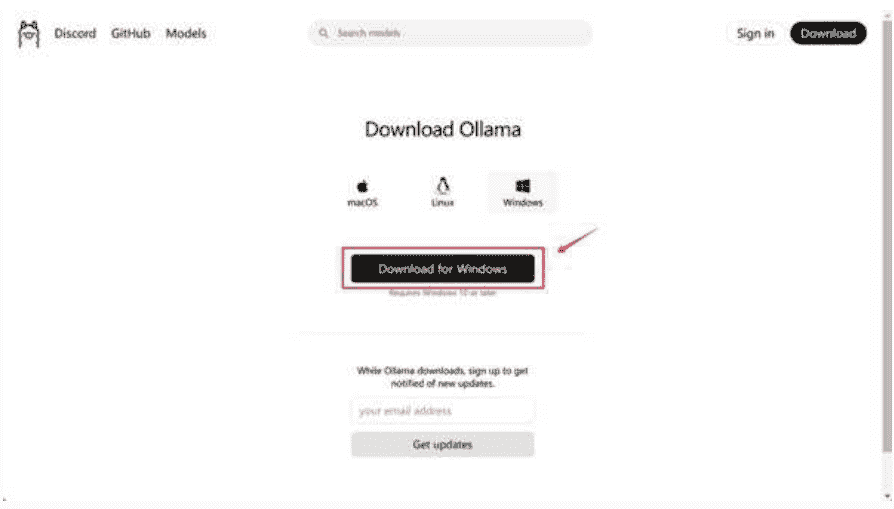 Discord GitHub Models Search models Sign in Download
Download Ollama
macOS Linux Windows
Download for Windows
Requires Windows 10 or later
While Ollama downloads, sign up to get
notified of new updates.
your email address
Get updates